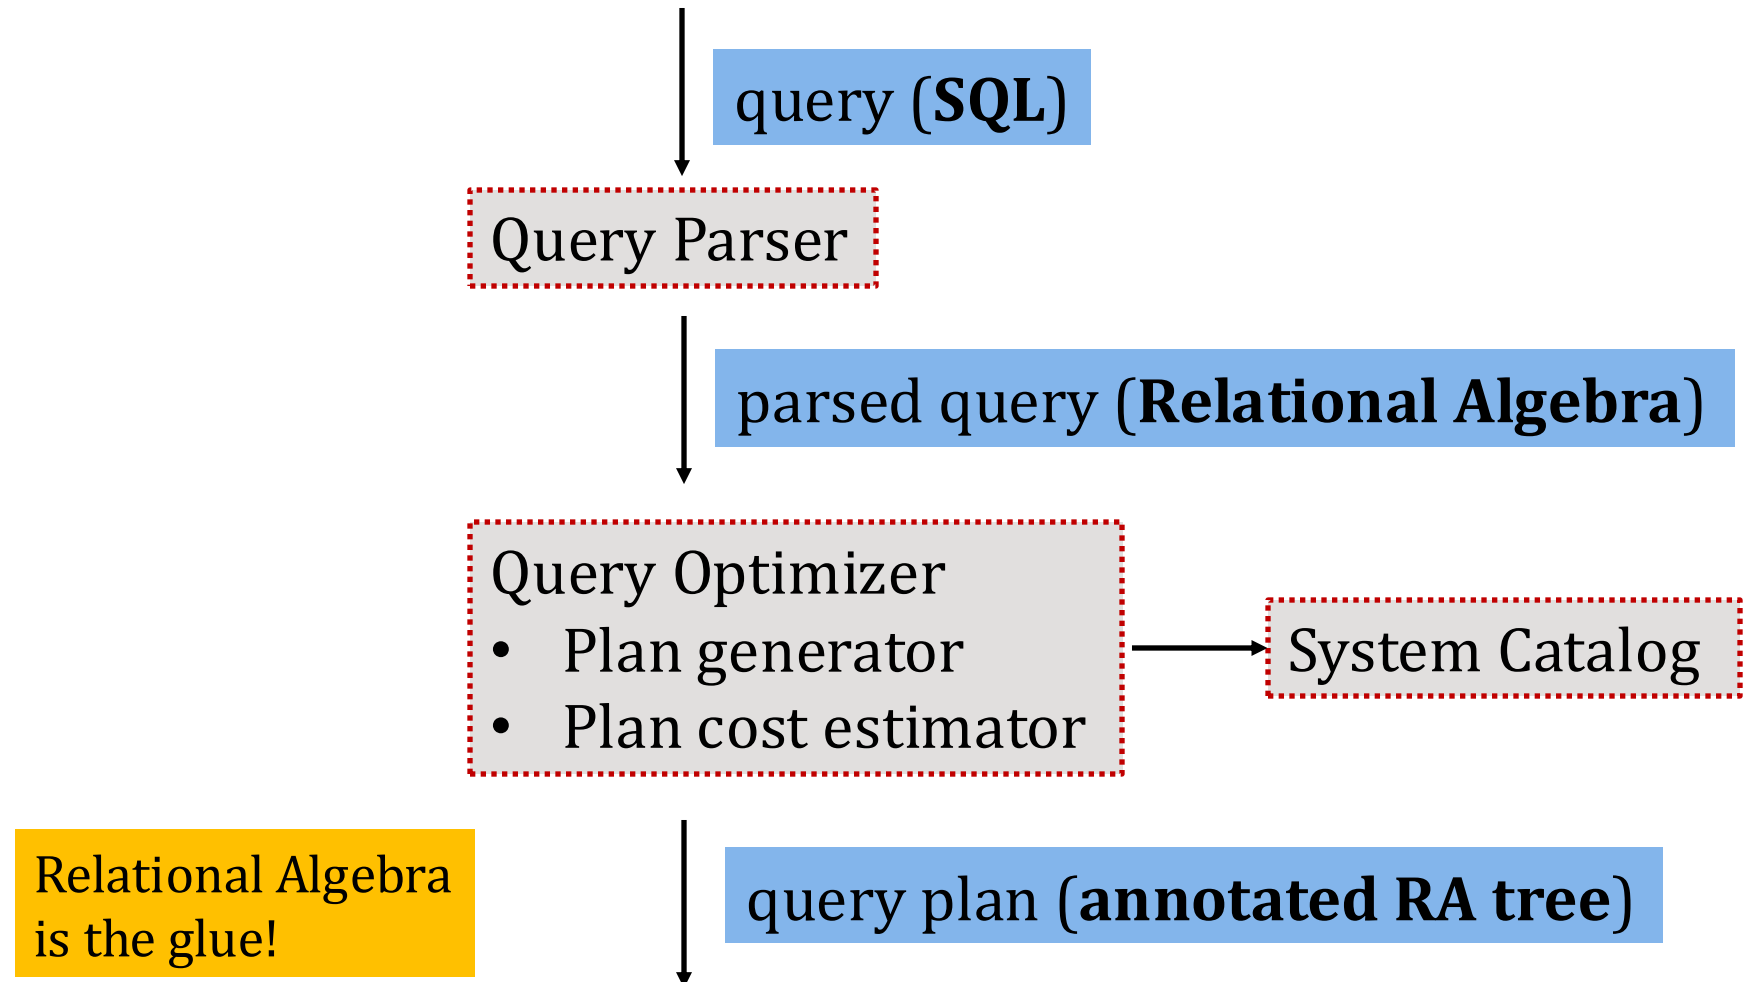 query (SQL)
Query Parser
parsed query (Relational Algebra)
Query Optimizer
• Plan generator
• Plan cost estimator
System Catalog
Relational Algebra
is the glue!
query plan (annotated RA tree)